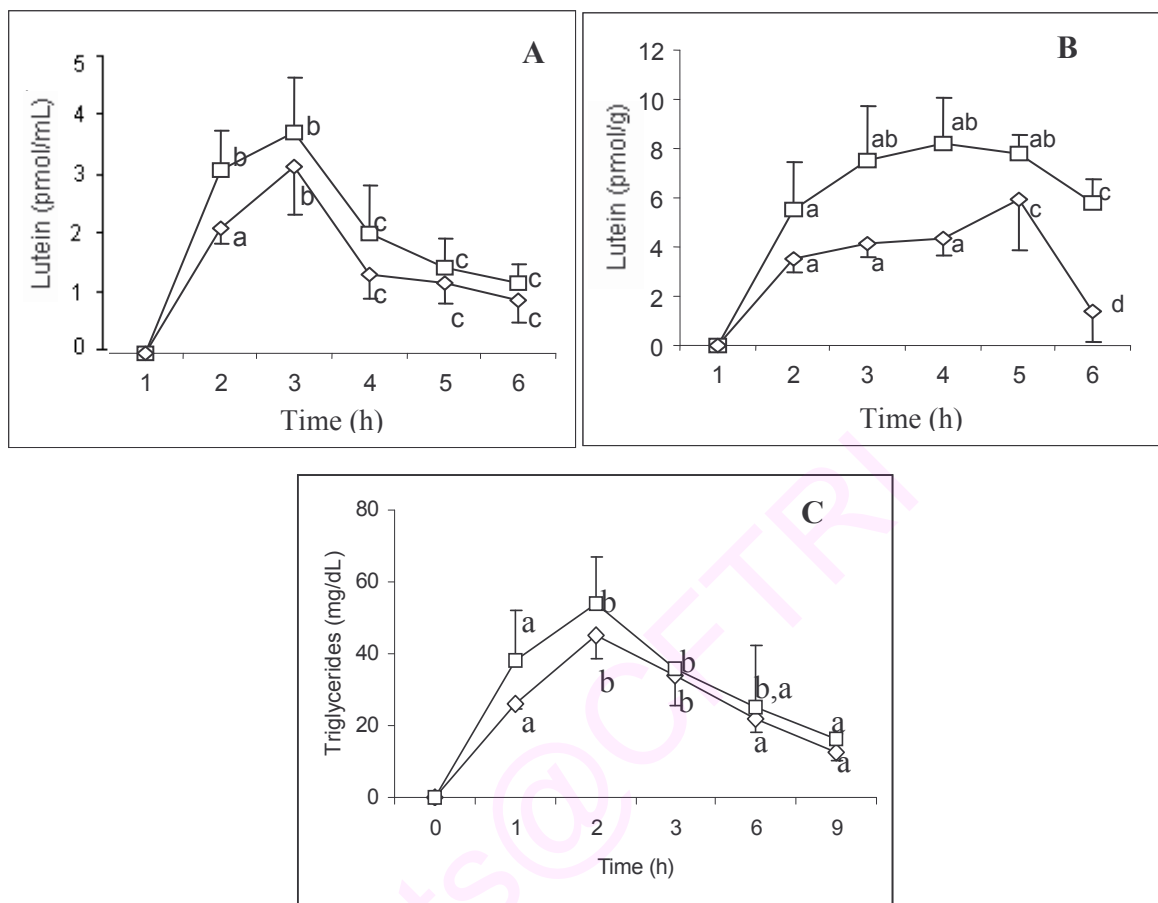 A
Lutein (pmol/mL)
5
4
3
2
1
0
b
b
a
b
c
c
c
c
c
c
1 2 3 4 5 6
Time (h)
B
Lutein (pmol/g)
12
10
8
6
4
2
0
a
ab
ab
ab
c
a
a
a
c
d
1 2 3 4 5 6
Time (h)
C
Triglycerides (mg/dL)
80
60
40
20
0
a
b
b
b,a
a
a
b
b
a
a
0 1 2 3 6 9
Time (h)
ts@CFTRI